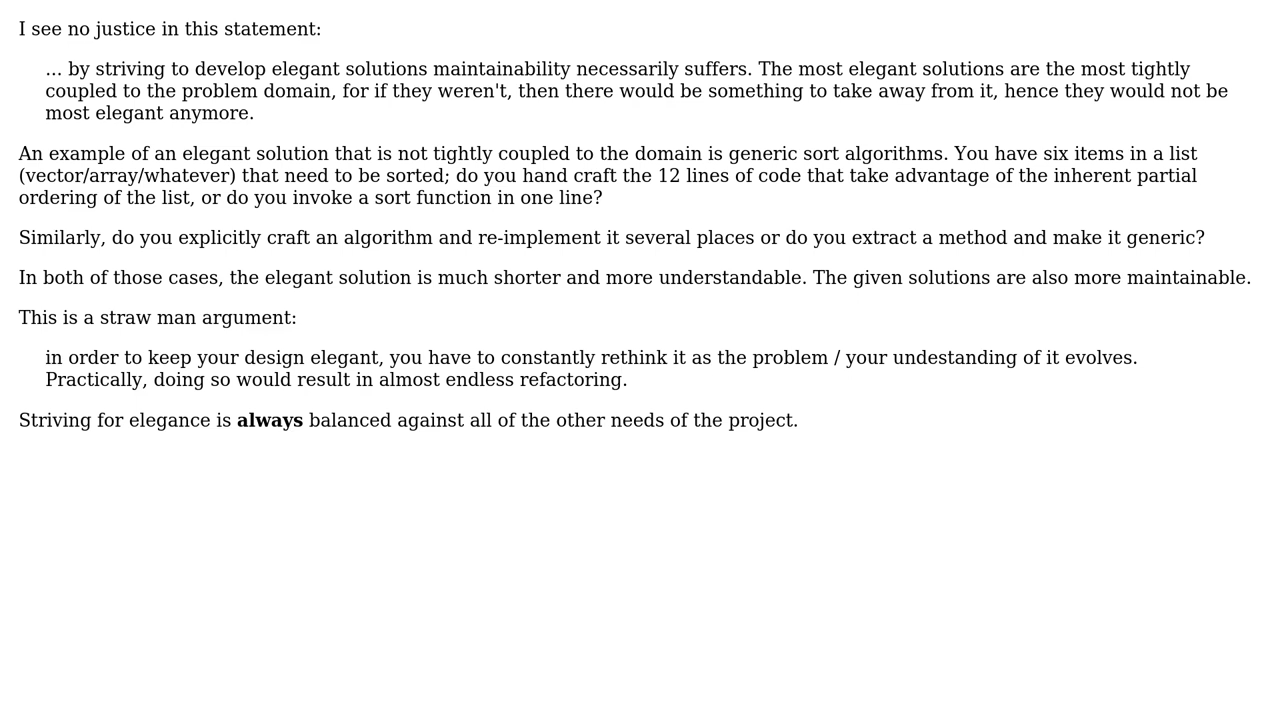 I see no justice in this statement:
... by striving to develop elegant solutions maintainability necessarily suffers. The most elegant solutions are the most tightly
coupled to the problem domain, for if they weren't, then there would be something to take away from it, hence they would not be
most elegant anymore.
An example of an elegant solution that is not tightly coupled to the domain is generic sort algorithms. You have six items in a list
(vector/array/whatever) that need to be sorted; do you hand craft the 12 lines of code that take advantage of the inherent partial
ordering of the list, or do you invoke a sort function in one line?
Similarly, do you explicitly craft an algorithm and re-implement it several places or do you extract a method and make it generic?
In both of those cases, the elegant solution is much shorter and more understandable. The given solutions are also more maintainable.
This is a straw man argument:
in order to keep your design elegant, you have to constantly rethink it as the problem / your undestanding of it evolves.
Practically, doing so would result in almost endless refactoring.
Striving for elegance is always balanced against all of the other needs of the project.